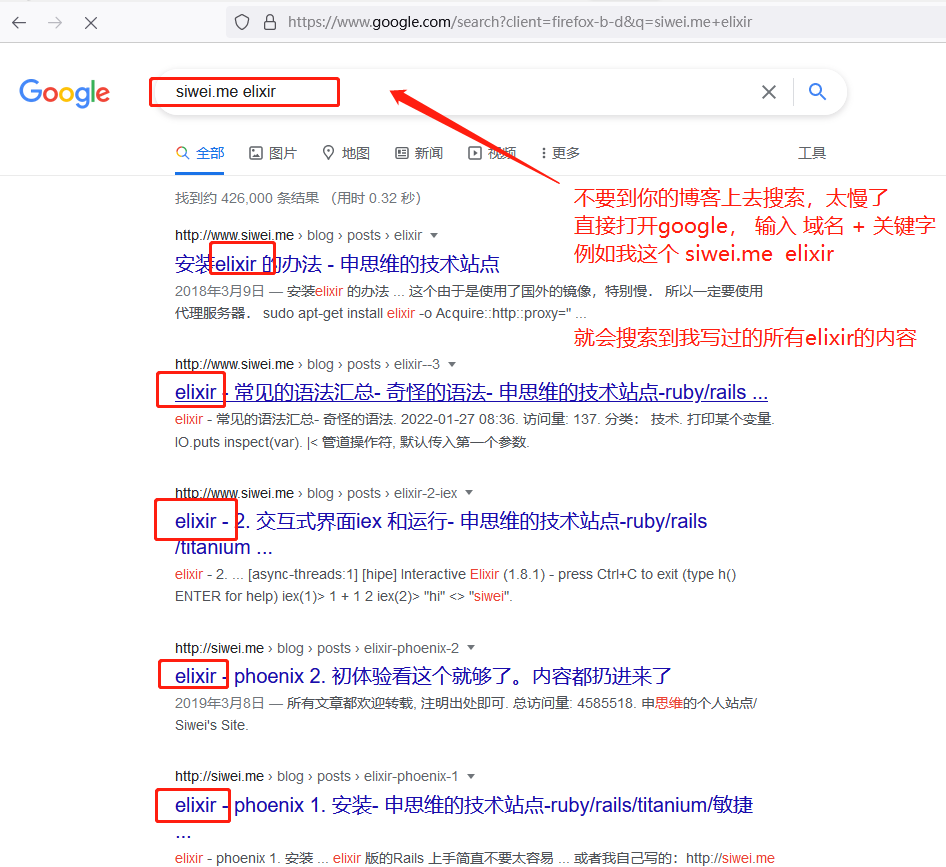 https://www.google.com/search?client=firefox-b-d&q=siwei.me+elixir
Google
siwei.me elixir
全部 图片 地图 新闻 视频 更多 工具
找到约 426,000 条结果 （用时 0.32 秒）
不要到你的博客上去搜索，太慢了
直接打开google， 输入 域名 + 关键字
例如我这个 siwei.me elixir
就会搜索到我写过的所有elixir的内容
http://www.siwei.me › blog › posts › elixir
安装elixir 的办法 - 申思维的技术站点
2018年3月9日 — 安装elixir 的办法 ... 这个由于是使用了国外的镜像，特别慢． 所以一定要使用
代理服务器． sudo apt-get install elixir -o Acquire::http::proxy=" ...
http://www.siwei.me › blog › posts › elixir--3
elixir - 常见的语法汇总- 奇怪的语法- 申思维的技术站点-ruby/rails ...
elixir - 常见的语法汇总- 奇怪的语法. 2022-01-27 08:36. 访问量: 137. 分类： 技术. 打印某个变量.
IO.puts inspect(var). |< 管道操作符, 默认传入第一个参数.
http://www.siwei.me › blog › posts › elixir-2-iex
elixir - 2. 交互式界面iex 和运行- 申思维的技术站点-ruby/rails
/titanium ...
elixir - 2. ... [async-threads:1] [hipe] Interactive Elixir (1.8.1) - press Ctrl+C to exit (type h()
ENTER for help) iex(1)> 1 + 1 2 iex(2)> "hi" <> "siwei".
http://siwei.me › blog › posts › elixir-phoenix-2
elixir - phoenix 2. 初体验看这个就够了。内容都扔进来了
2019年3月8日 — 所有文章都欢迎转载, 注明出处即可. 总访问量: 4585518. 申思维的个人站点/
Siwei's Site.
http://siwei.me › blog › posts › elixir-phoenix-1
elixir - phoenix 1. 安装- 申思维的技术站点-ruby/rails/titanium/敏捷
...
elixir - phoenix 1. 安装 ... elixir 版的Rails 上手简直不要太容易 ... 或者我自己写的：http://siwei.me